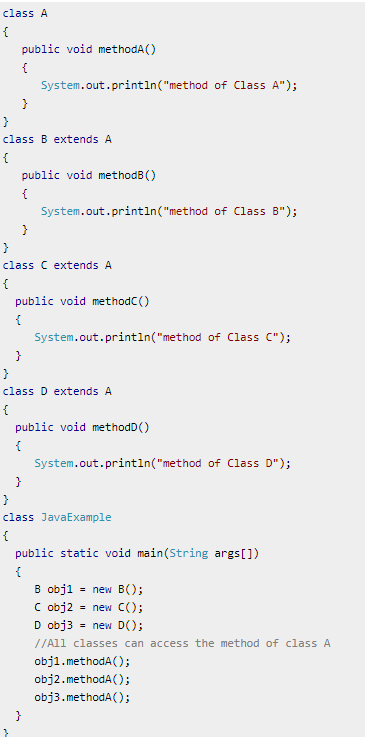 class A
{
   public void methodA()
   {
      System.out.println("method of Class A");
   }
}
class B extends A
{
   public void methodB()
   {
      System.out.println("method of Class B");
   }
}
class C extends A
{
  public void methodC()
  {
     System.out.println("method of Class C");
  }
}
class D extends A
{
  public void methodD()
  {
     System.out.println("method of Class D");
  }
}
class JavaExample
{
  public static void main(String args[])
  {
     B obj1 = new B();
     C obj2 = new C();
     D obj3 = new D();
     //All classes can access the method of class A
     obj1.methodA();
     obj2.methodA();
     obj3.methodA();
  }
}